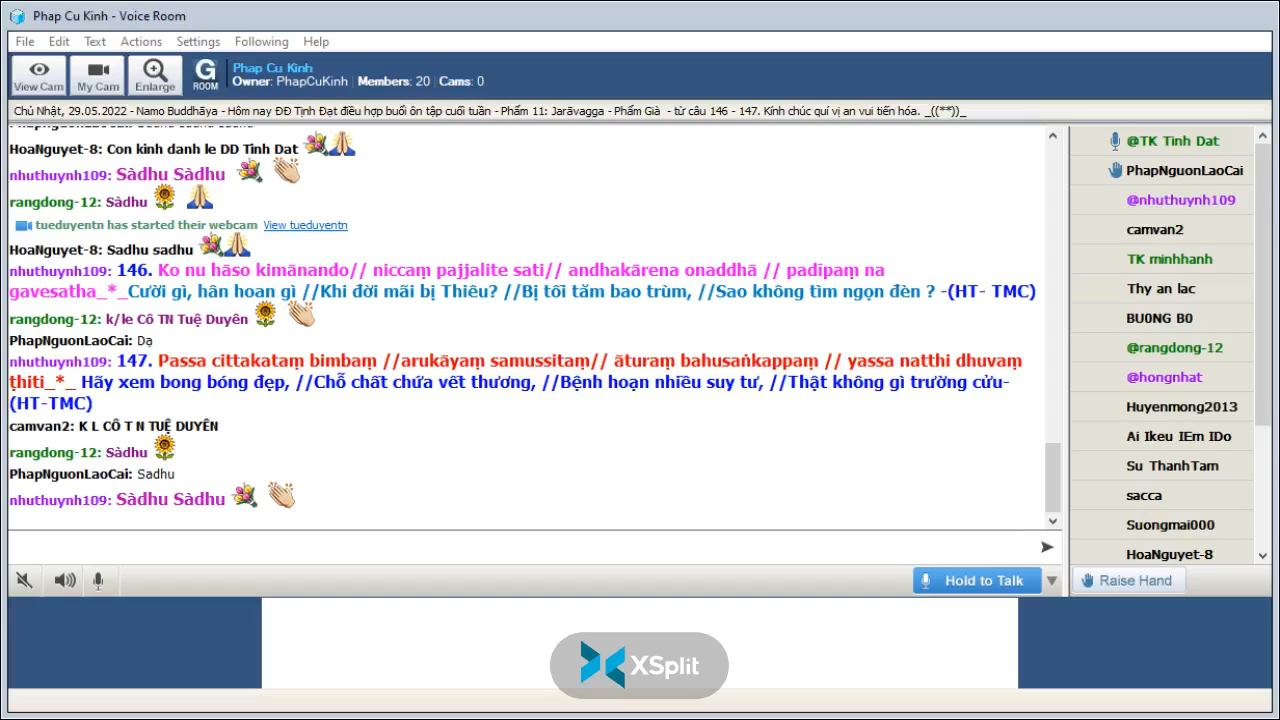 Phap Cu Kinh - Voice Room
File Edit Text Actions Settings Following Help
View Cam My Cam Enlarge G ROOM
Phap Cu Kinh
Owner: PhapCuKinh | Members: 20 | Cams: 0
Chủ Nhật, 29.05.2022 - Namo Buddhāya - Hôm nay ĐĐ Tịnh Đạt điều hợp buổi ôn tập cuối tuần - Phẩm 11: Jarāvagga - Phẩm Già - từ câu 146 - 147. Kính chúc quí vị an vui tiến hóa. _((**))_
HoaNguyet-8: Con kinh danh le DD Tinh Dat
nhuthuynh109: Sàdhu Sàdhu
rangdong-12: Sàdhu
tueduyentn has started their webcam View tueduyentn
HoaNguyet-8: Sadhu sadhu
nhuthuynh109: 146. Ko nu hāso kimānando// niccaṃ pajjalite sati// andhakārena onaddhā // padīpaṃ na
gavesatha_*_Cười gì, hân hoan gì //Khi đời mãi bị Thiêu? //Bị tối tăm bao trùm, //Sao không tìm ngọn đèn ? -(HT- TMC)
rangdong-12: k/le Cô TN Tuệ Duyên
PhapNguonLaoCai: Dạ
nhuthuynh109: 147. Passa cittakataṃ bimbaṃ //arukāyaṃ samussitaṃ// āturaṃ bahusaṅkappaṃ // yassa natthi dhuvaṃ
ṭhiti_*_ Hãy xem bong bóng đẹp, //Chỗ chất chứa vết thương, //Bệnh hoạn nhiều suy tư, //Thật không gì trường cửu-
(HT-TMC)
camvan2: K L CÔ T N TUỆ DUYÊN
rangdong-12: Sàdhu
PhapNguonLaoCai: Sadhu
nhuthuynh109: Sàdhu Sàdhu
@TK Tinh Dat
PhapNguonLaoCai
@nhuthuynh109
camvan2
TK minhhanh
Thy an lac
BU0NG B0
@rangdong-12
@hongnhat
Huyenmong2013
Ai Ikeu IEm IDo
Su ThanhTam
sacca
Suongmai000
HoaNguyet-8
Hold to Talk
Raise Hand
XSplit